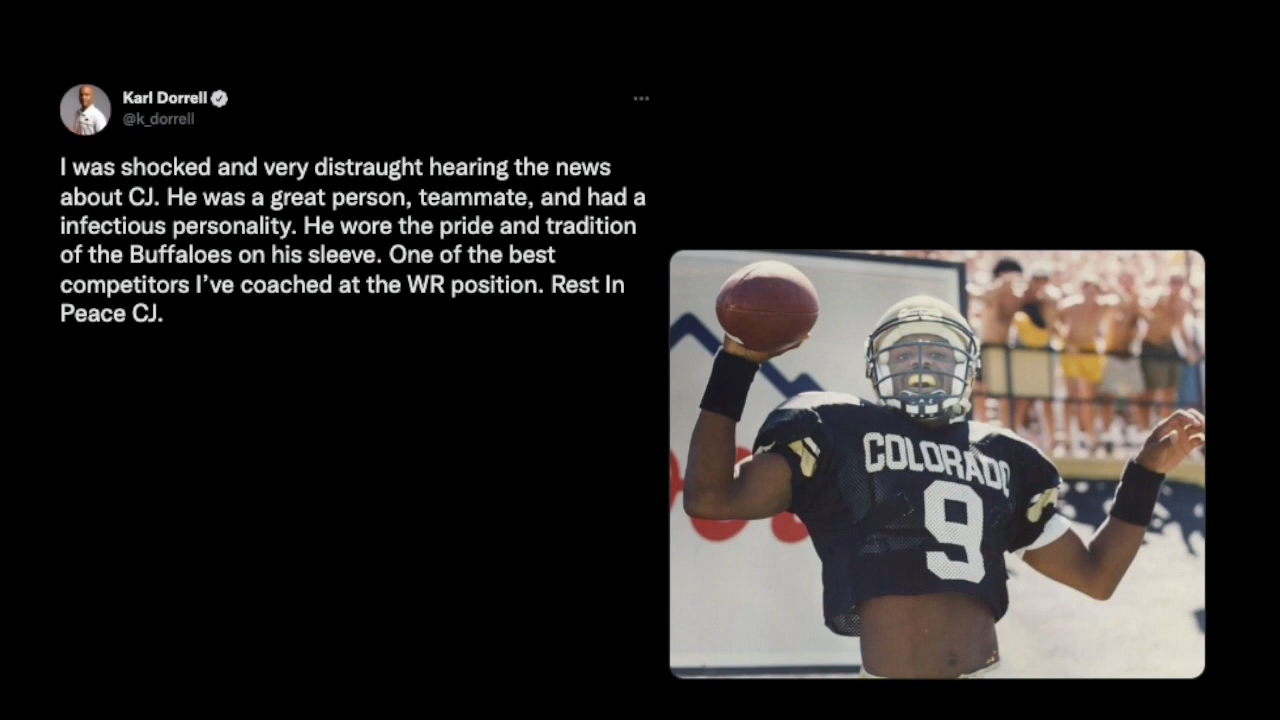 Karl Dorrell
@k_dorrell
I was shocked and very distraught hearing the news
about CJ. He was a great person, teammate, and had a
infectious personality. He wore the pride and tradition
of the Buffaloes on his sleeve. One of the best
competitors I’ve coached at the WR position. Rest In
Peace CJ.
COLORADO
9